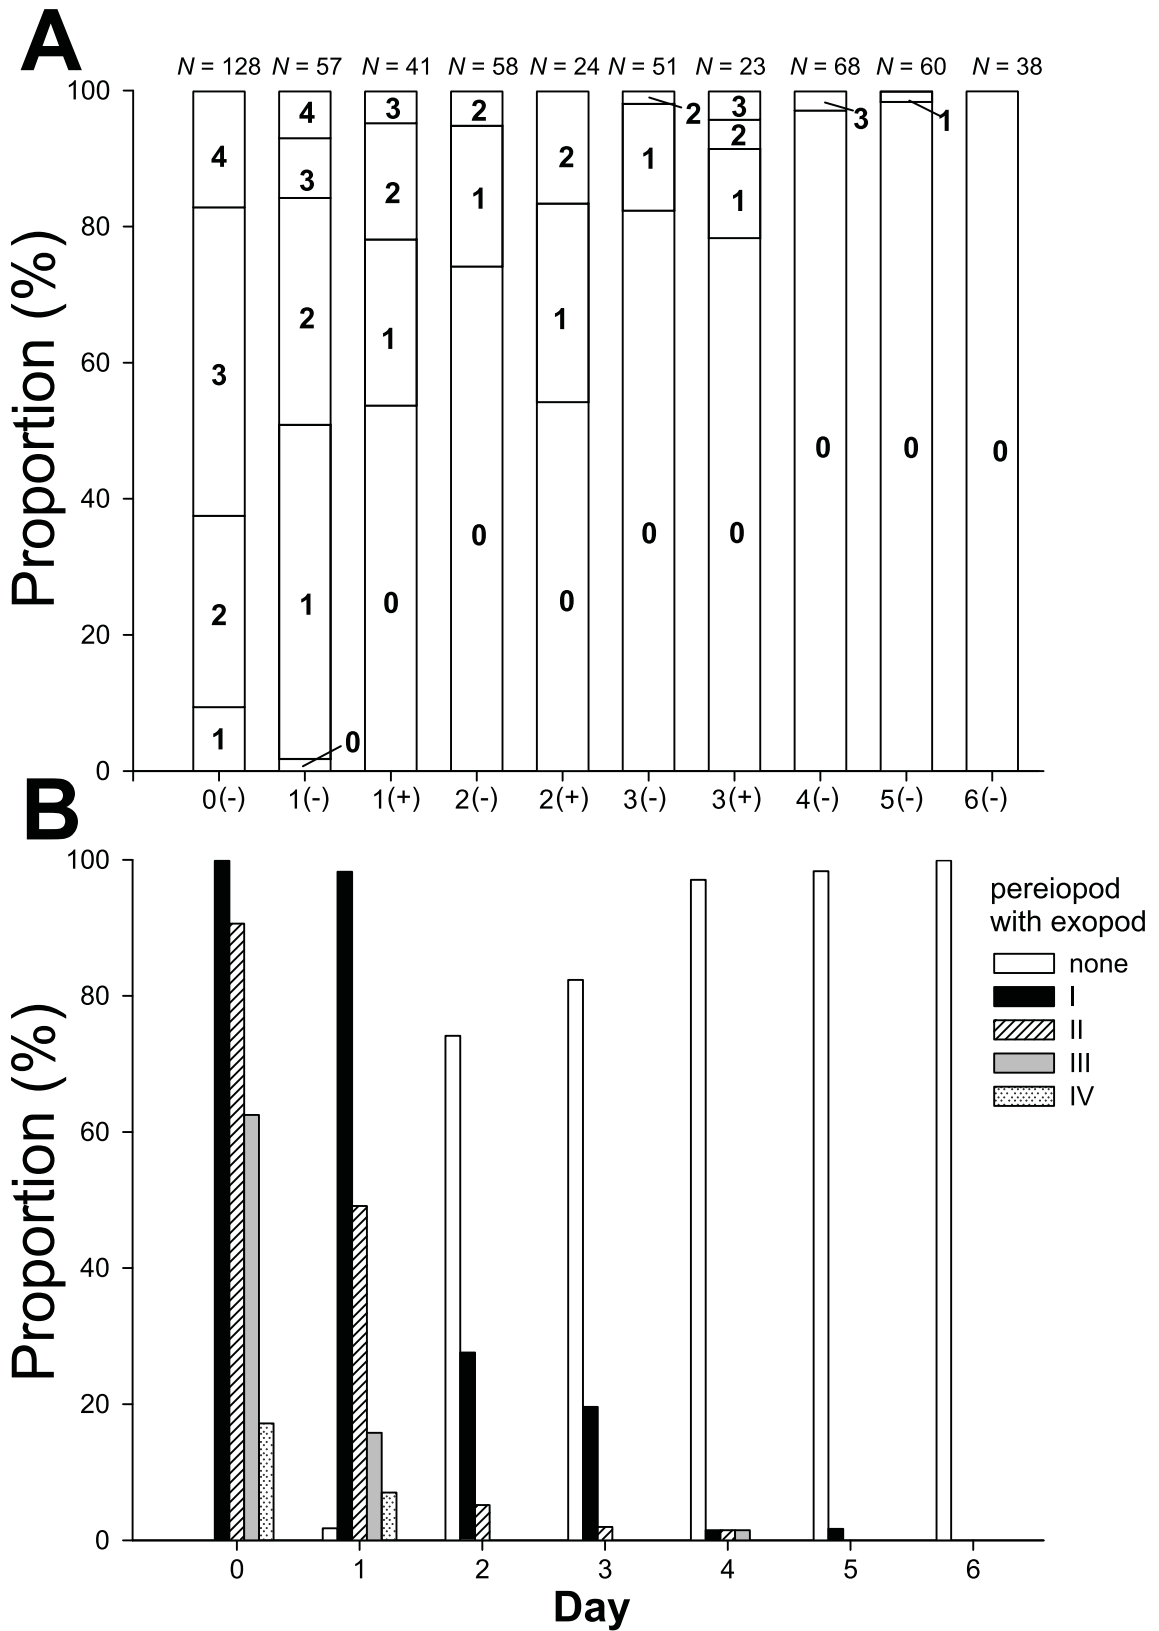 A
N = 128 N = 57 N = 41 N = 58 N = 24 N = 51 N = 23 N = 68 N = 60 N = 38
Proportion (%)
100
80
60
40
20
0
4
3
2
1
4
3
2
1
0
3
2
1
0
2
1
0
2
1
0
2
1
0
3
2
1
0
3
0
1
0
0
0(-) 1(-) 1(+) 2(-) 2(+) 3(-) 3(+) 4(-) 5(-) 6(-)
B
Proportion (%)
100
80
60
40
20
0
pereiopod
with exopod
none
I
II
III
IV
0 1 2 3 4 5 6
Day